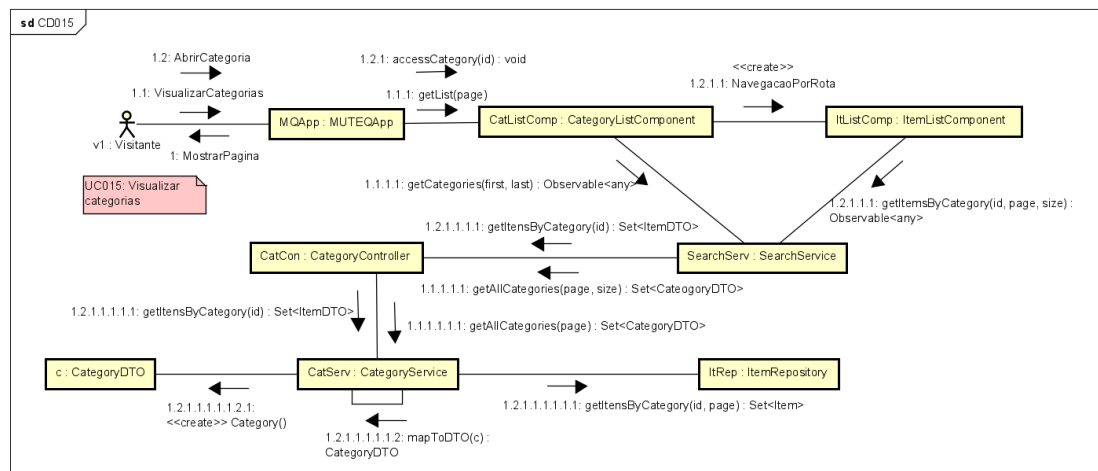 sd CD015
1.2: AbrirCategoria
1.2.1: accessCategory(id) : void
<<create>>
1.2.1.1: NavegacaoPorRota
1.1: VisualizarCategorias
1.1.1: getList(page)
MQApp : MUTEQApp
CatListComp : CategoryListComponent
ItListComp : ItemListComponent
v1 : Visitante
1: MostrarPagina
UC015: Visualizar
categorias
1.1.1.1: getCategories(first, last) : Observable<any>
1.2.1.1.1: getItemsByCategory(id, page, size) :
Observable<any>
1.2.1.1.1.1: getItensByCategory(id) : Set<ItemDTO>
CatCon : CategoryController
SearchServ : SearchService
1.1.1.1.1: getAllCategories(page, size) : Set<CateogoryDTO>
1.2.1.1.1.1.1: getItensByCategory(id) : Set<ItemDTO>
1.1.1.1.1.1: getAllCategories(page) : Set<CategoryDTO>
c : CategoryDTO
CatServ : CategoryService
ItRep : ItemRepository
1.2.1.1.1.1.1.2.1:
<<create>> Category()
1.2.1.1.1.1.1.1: getItensByCategory(id, page) : Set<Item>
1.2.1.1.1.1.1.2: mapToDTO(c) :
CategoryDTO